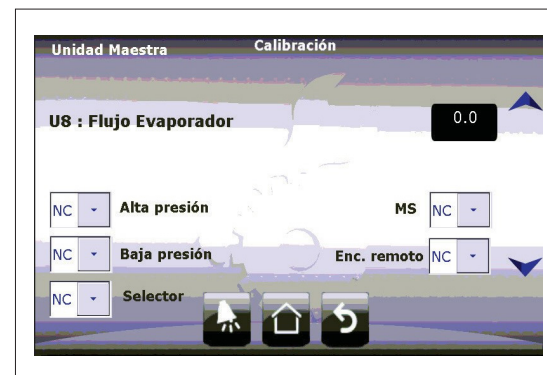 Unidad Maestra Calibración
U8 : Flujo Evaporador 0.0
NC Alta presión MS NC
NC Baja presión Enc. remoto NC
NC Selector